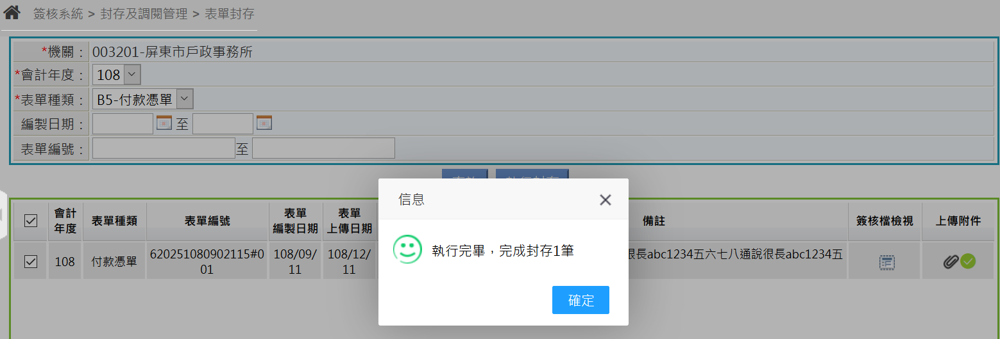 簽核系統 > 封存及調閱管理 > 表單封存
*機關： 003201-屏東市戶政事務所
*會計年度： 108
*表單種類： B5-付款憑單
編製日期： 至
表單編號： 至
信息
執行完畢，完成封存1筆
確定
會計年度 表單種類 表單編號 表單編製日期 表單上傳日期 備註 簽核檔檢視 上傳附件
108 付款憑單 620251080902115#0 108/09/ 108/12/ 很長abc1234五六七八通說很長abc1234五
01 11 11